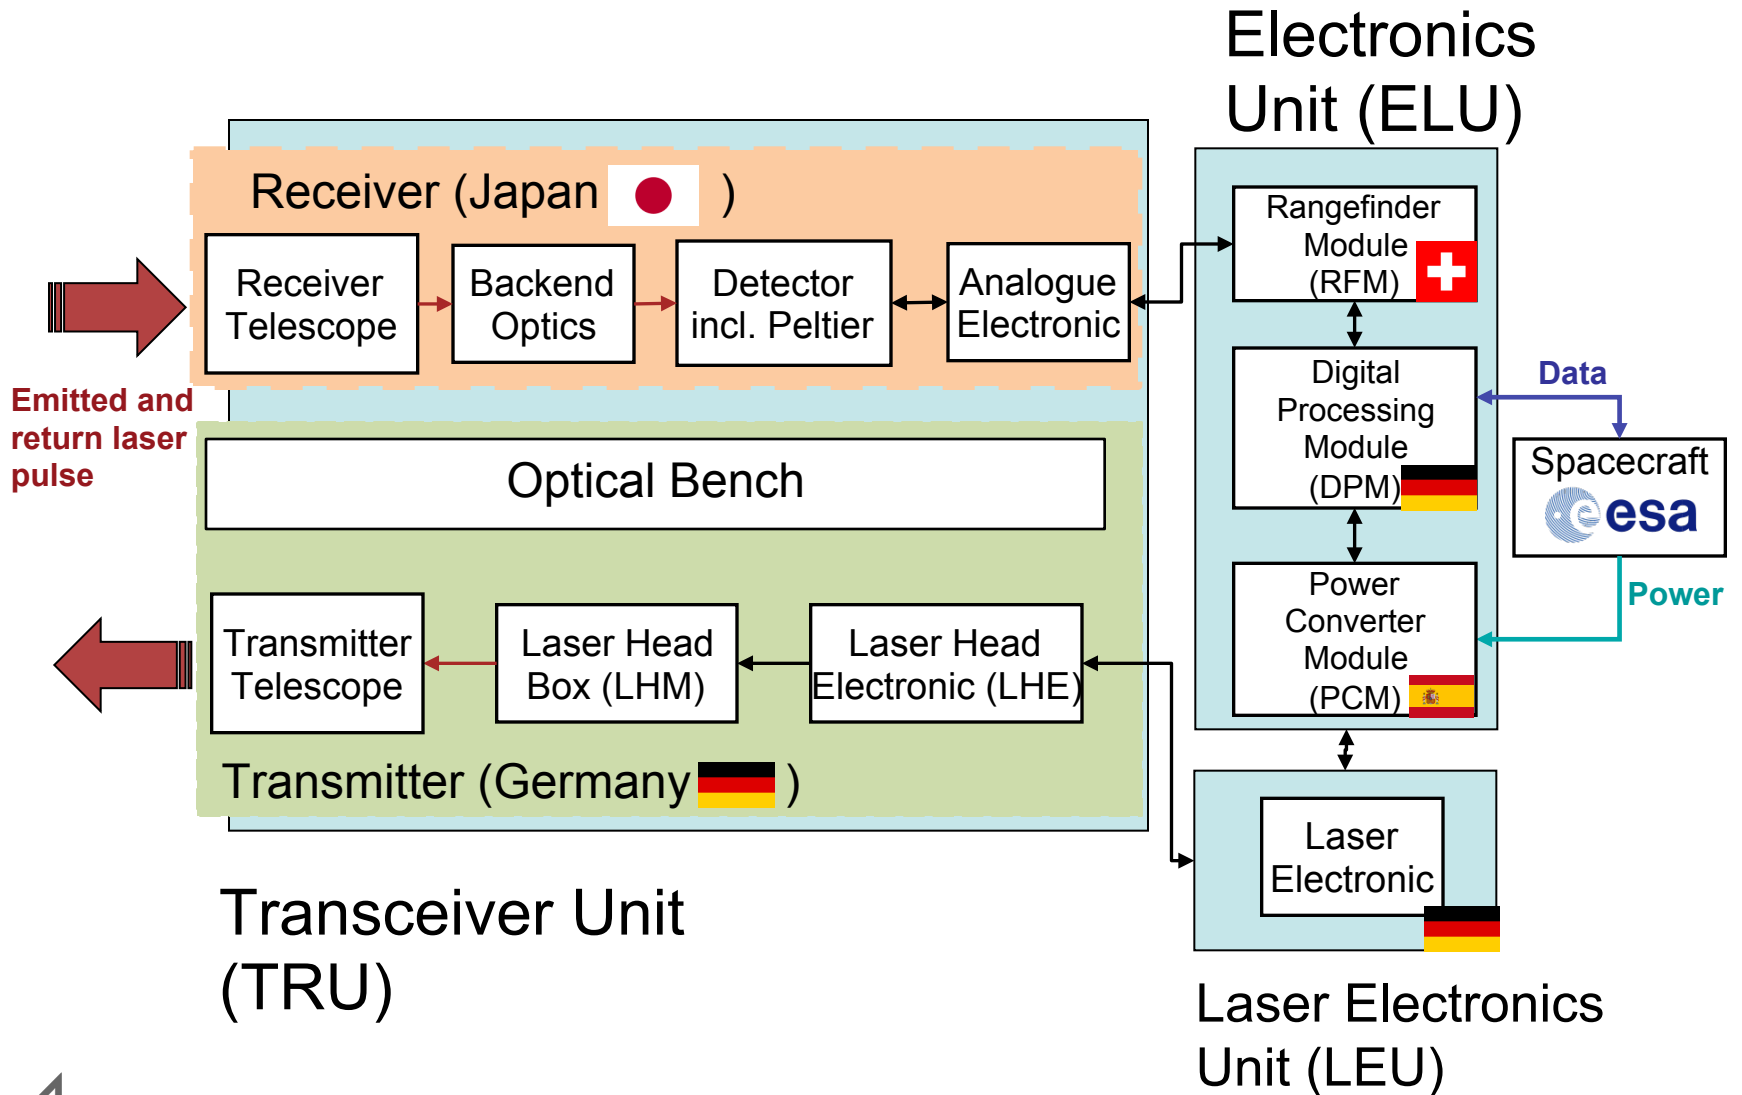 Electronics
Unit (ELU)
Receiver (Japan )
Receiver
Telescope
Backend
Optics
Detector
incl. Peltier
Analogue
Electronic
Rangefinder
Module
(RFM)
Emitted and
return laser
pulse
Optical Bench
Digital
Processing
Module
(DPM)
Data
Spacecraft
esa
Power
Power
Converter
Module
(PCM)
Transmitter
Telescope
Laser Head
Box (LHM)
Laser Head
Electronic (LHE)
Transmitter (Germany )
Laser
Electronic
Transceiver Unit
(TRU)
Laser Electronics
Unit (LEU)